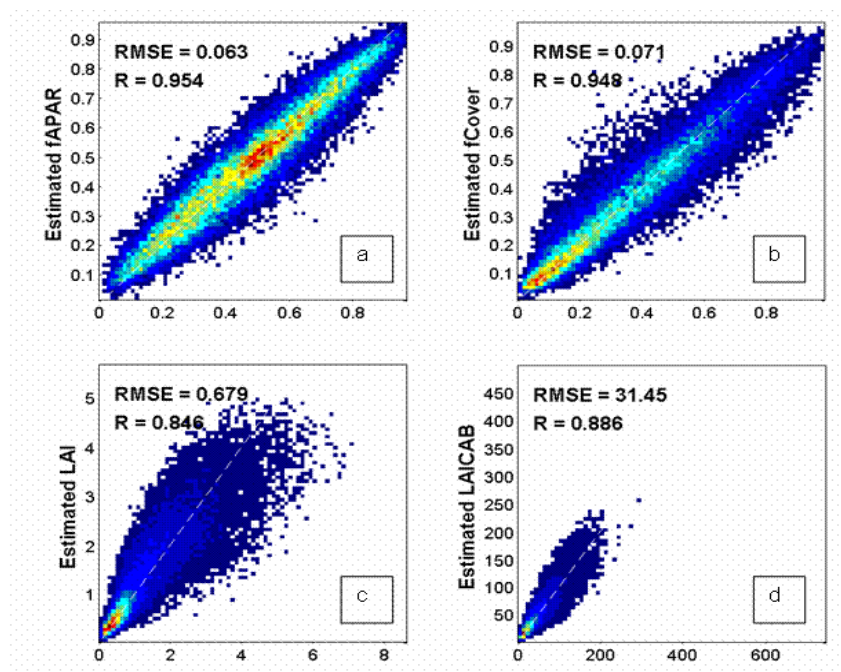 RMSE = 0.063
R = 0.954
Estimated fAPAR
0.9
0.8
0.7
0.6
0.5
0.4
0.3
0.2
0.1
a
0 0.2 0.4 0.6 0.8
RMSE = 0.071
R = 0.948
Estimated fCover
0.9
0.8
0.7
0.6
0.5
0.4
0.3
0.2
0.1
b
0 0.2 0.4 0.6 0.8
RMSE = 0.679
R = 0.846
Estimated LAI
5
4
3
2
1
c
0 2 4 6 8
RMSE = 31.45
R = 0.886
Estimated LAICAB
450
400
350
300
250
200
150
100
50
d
0 200 400 600